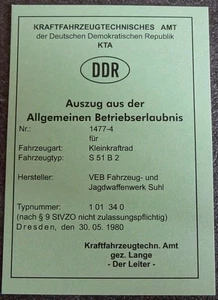 KRAFTFAHRZEUGTECHNISCHES AMT
der Deutschen Demokratischen Republik
KTA
DDR
Auszug aus der
Allgemeinen Betriebserlaubnis
Nr.: 1477-4
für
Fahrzeugart: Kleinkraftrad
Fahrzeugtyp: S 51 B 2
Hersteller: VEB Fahrzeug- und
Jagdwaffenwerk Suhl
Typnummer: 1 01 34 0
(nach § 9 StVZO nicht zulassungspflichtig)
Dresden, den 30. 05. 1980
Kraftfahrzeugtechn. Amt
gez. Lange
- Der Leiter -